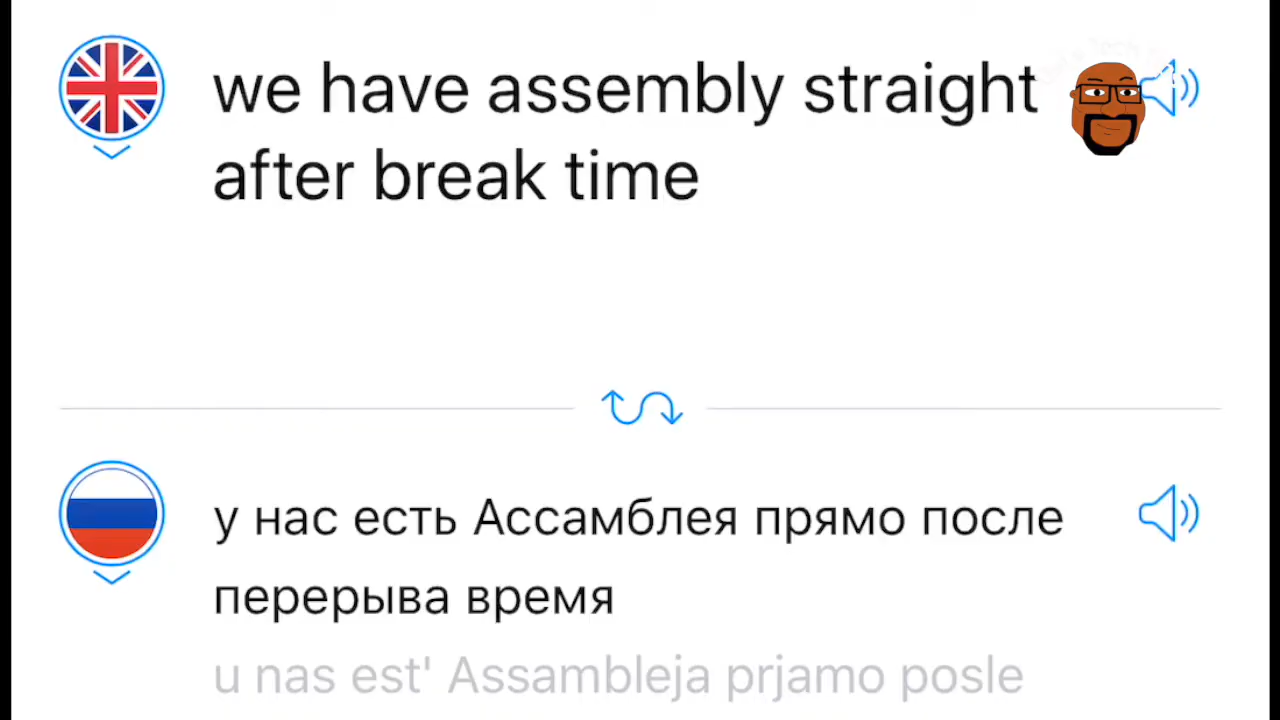 we have assembly straight
after break time
у нас есть Ассамблея прямо после
перерыва время
u nas est' Assambleja prjamo posle